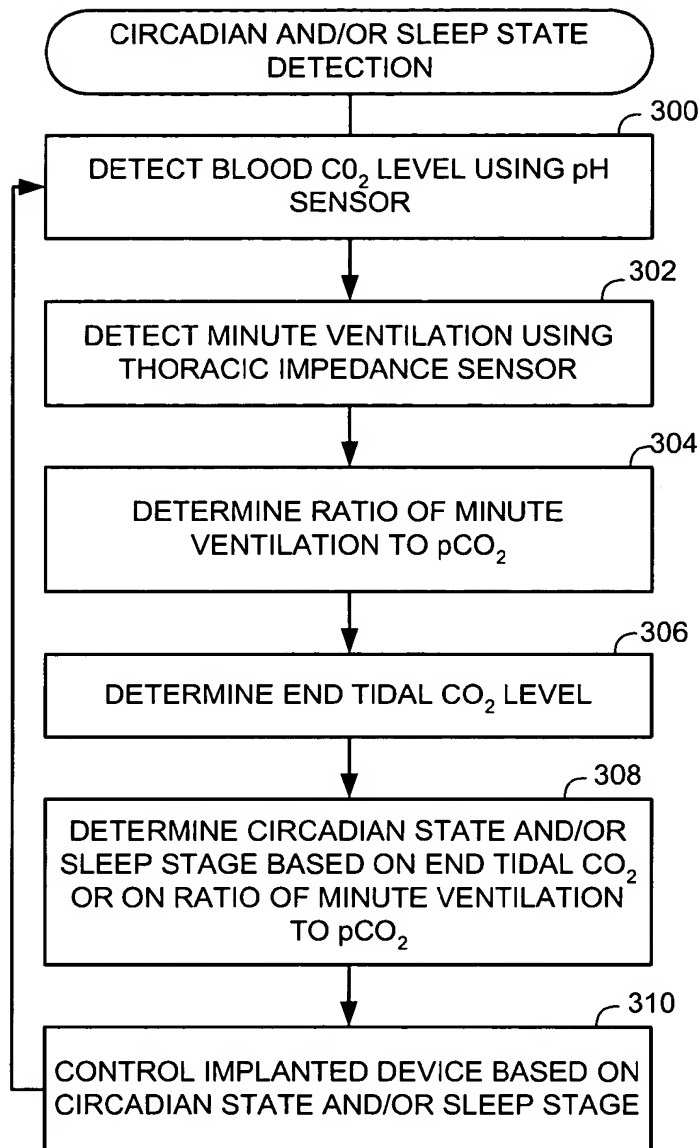 CIRCADIAN AND/OR SLEEP STATE
DETECTION
300
DETECT BLOOD C0₂ LEVEL USING pH
SENSOR
302
DETECT MINUTE VENTILATION USING
THORACIC IMPEDANCE SENSOR
304
DETERMINE RATIO OF MINUTE
VENTILATION TO pCO₂
306
DETERMINE END TIDAL CO₂ LEVEL
308
DETERMINE CIRCADIAN STATE AND/OR
SLEEP STAGE BASED ON END TIDAL CO₂
OR ON RATIO OF MINUTE VENTILATION
TO pCO₂
310
CONTROL IMPLANTED DEVICE BASED ON
CIRCADIAN STATE AND/OR SLEEP STAGE